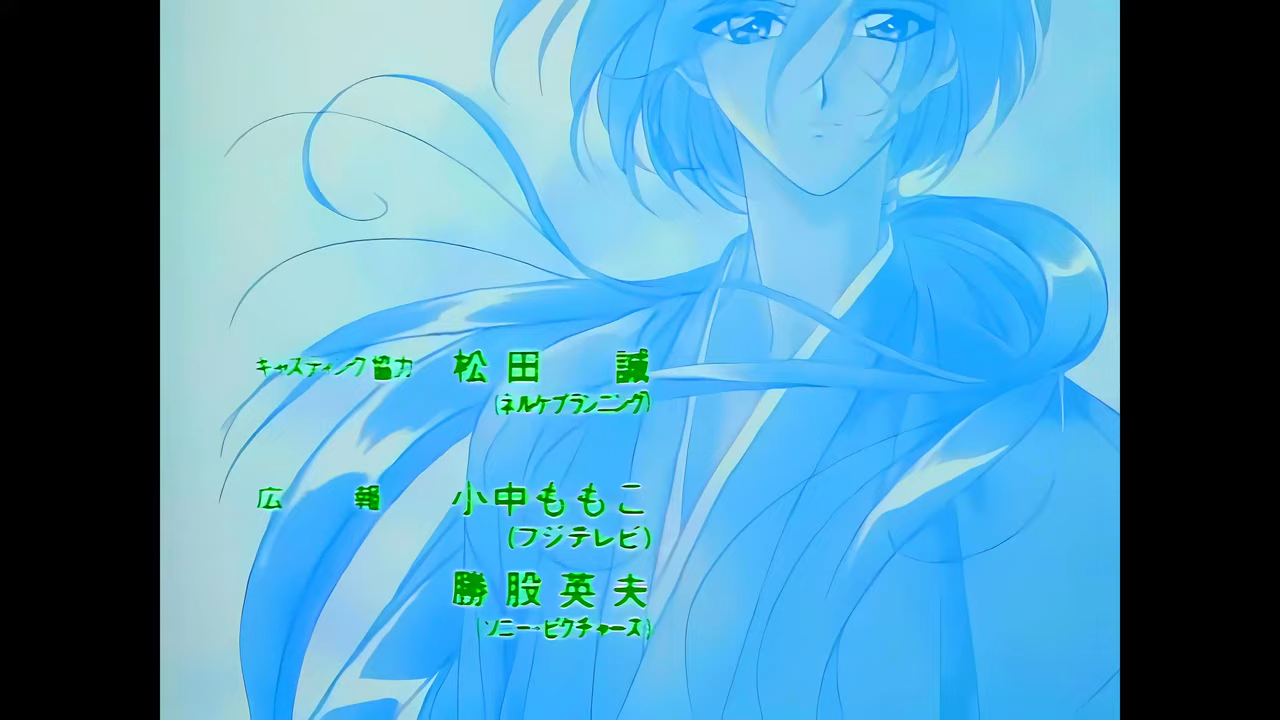 キャスティング協力 松田 誠
(ネルケプランニング)
広 報 小中ももこ
(フジテレビ)
勝股英夫
(ソニー・ピクチャーズ)